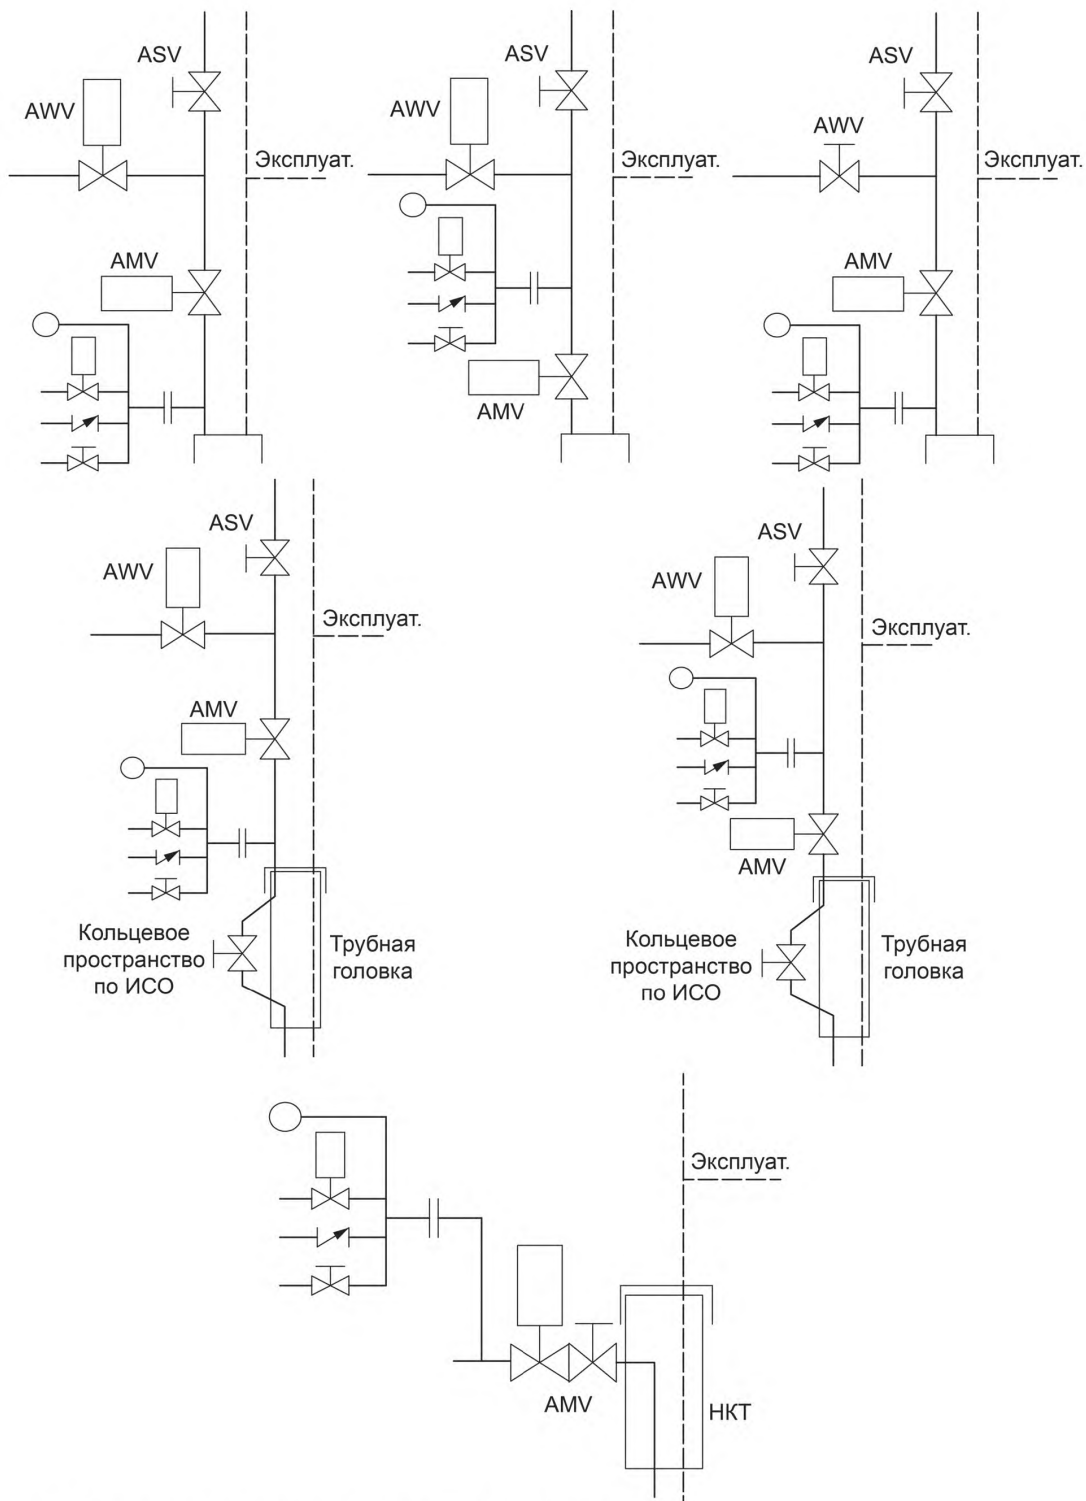 ASV
AWV
Эксплуат.
AMV
ASV
AWV
Эксплуат.
AMV
ASV
AWV
Эксплуат.
AMV
ASV
AWV
Эксплуат.
AMV
Кольцевое
пространство
по ИСО
Трубная
головка
ASV
AWV
Эксплуат.
AMV
Кольцевое
пространство
по ИСО
Трубная
головка
Эксплуат.
AMV
НКТ